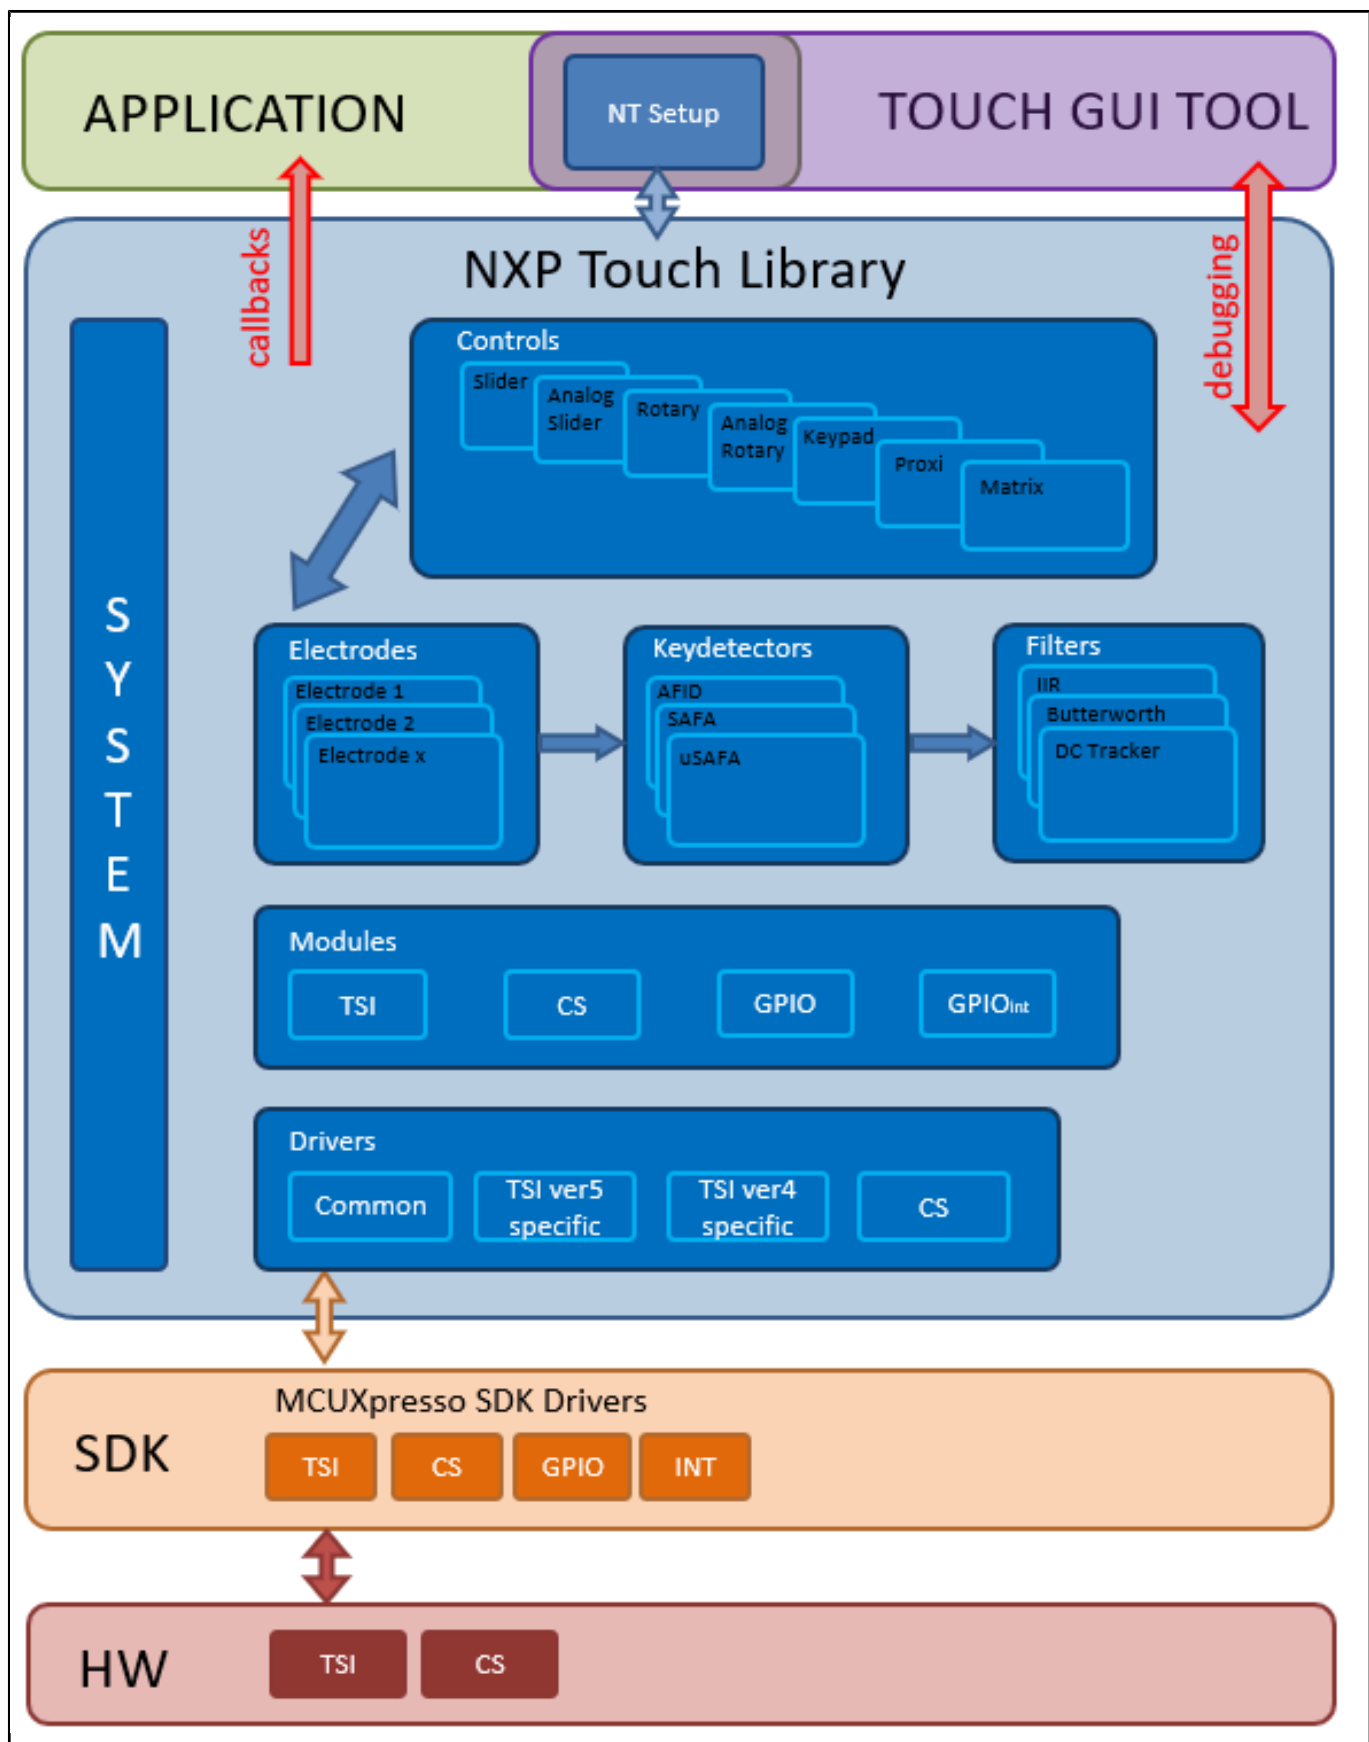 APPLICATION
NT Setup
TOUCH GUI TOOL
callbacks
debugging
NXP Touch Library
SYSTEM
Controls
Slider
Analog
Slider
Rotary
Analog
Rotary
Keypad
Proxi
Matrix
Electrodes
Electrode 1
Electrode 2
Electrode x
Keydetectors
AFID
SAFA
uSAFA
Filters
IIR
Butterworth
DC Tracker
Modules
TSI
CS
GPIO
GPIOint
Drivers
Common
TSI ver5
specific
TSI ver4
specific
CS
SDK
MCUXpresso SDK Drivers
TSI
CS
GPIO
INT
HW
TSI
CS